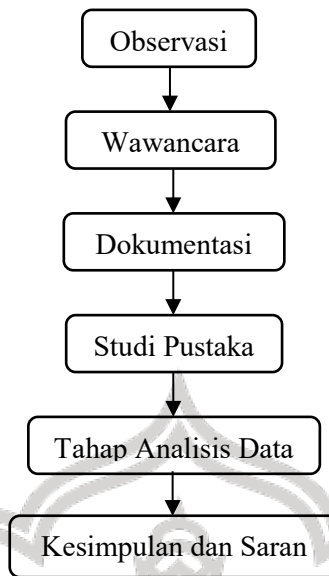 Observasi
Wawancara
Dokumentasi
Studi Pustaka
Tahap Analisis Data
Kesimpulan dan Saran